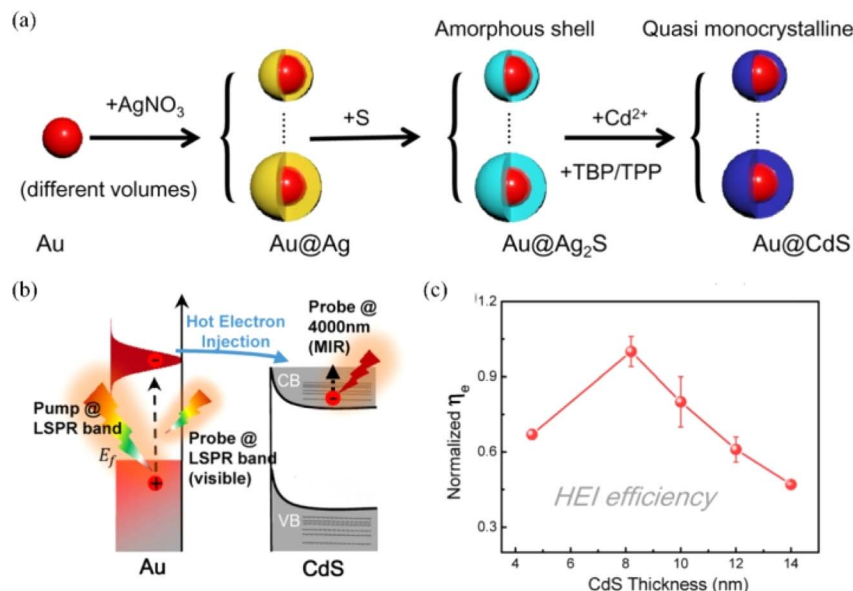 (a)
Amorphous shell
Quasi monocrystalline
+AgNO3
+S
+Cd2+
+TBP/TPP
(different volumes)
Au
Au@Ag
Au@Ag2S
Au@CdS
(b)
Hot Electron
Injection
Probe @
4000nm
(MIR)
CB
Pump @
LSPR band
Ef
Probe @
LSPR band
(visible)
VB
Au
CdS
(c)
1.2
0.9
0.6
0.3
Normalized ηe
HEI efficiency
4 6 8 10 12 14
CdS Thickness (nm)